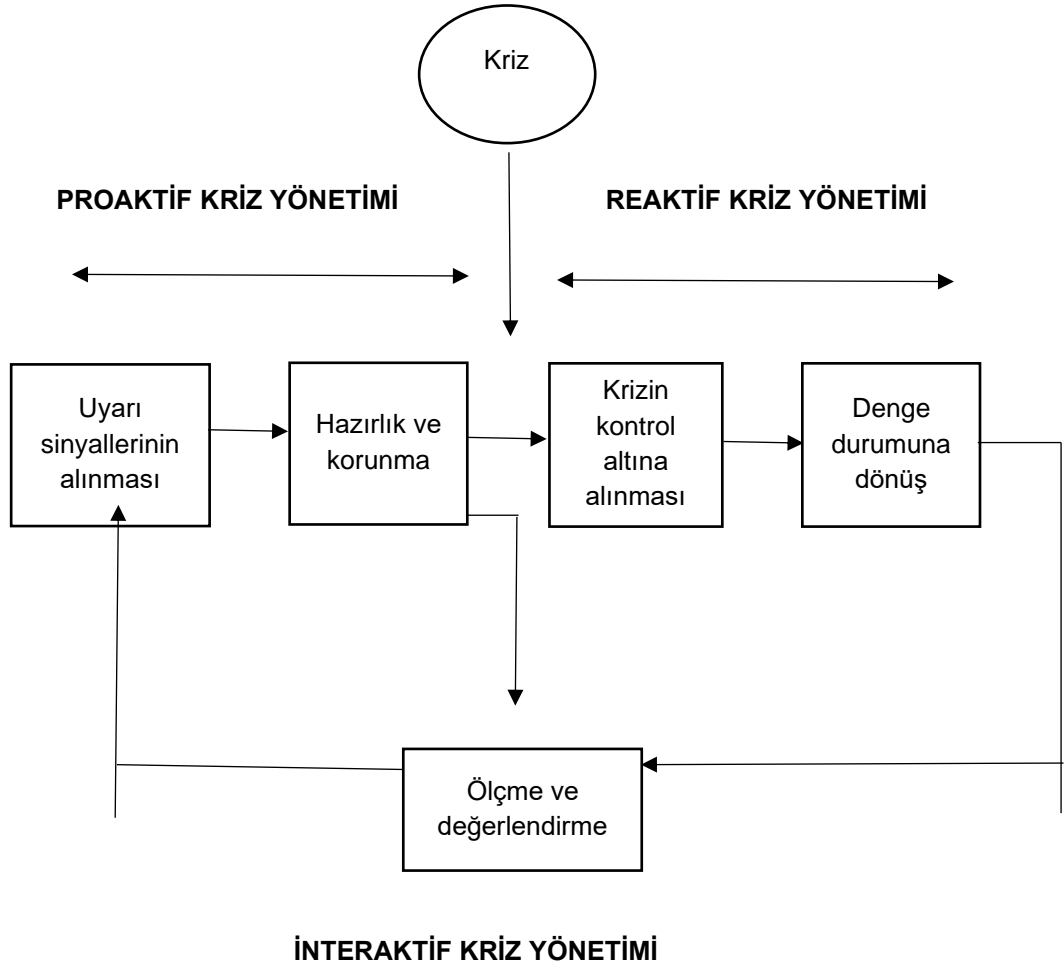 Kriz
PROAKTİF KRİZ YÖNETİMİ
REAKTİF KRİZ YÖNETİMİ
Uyarı
sinyallerinin
alınması
Hazırlık ve
korunma
Krizin
kontrol
altına
alınması
Denge
durumuna
dönüş
Ölçme ve
değerlendirme
İNTERAKTİF KRİZ YÖNETİMİ